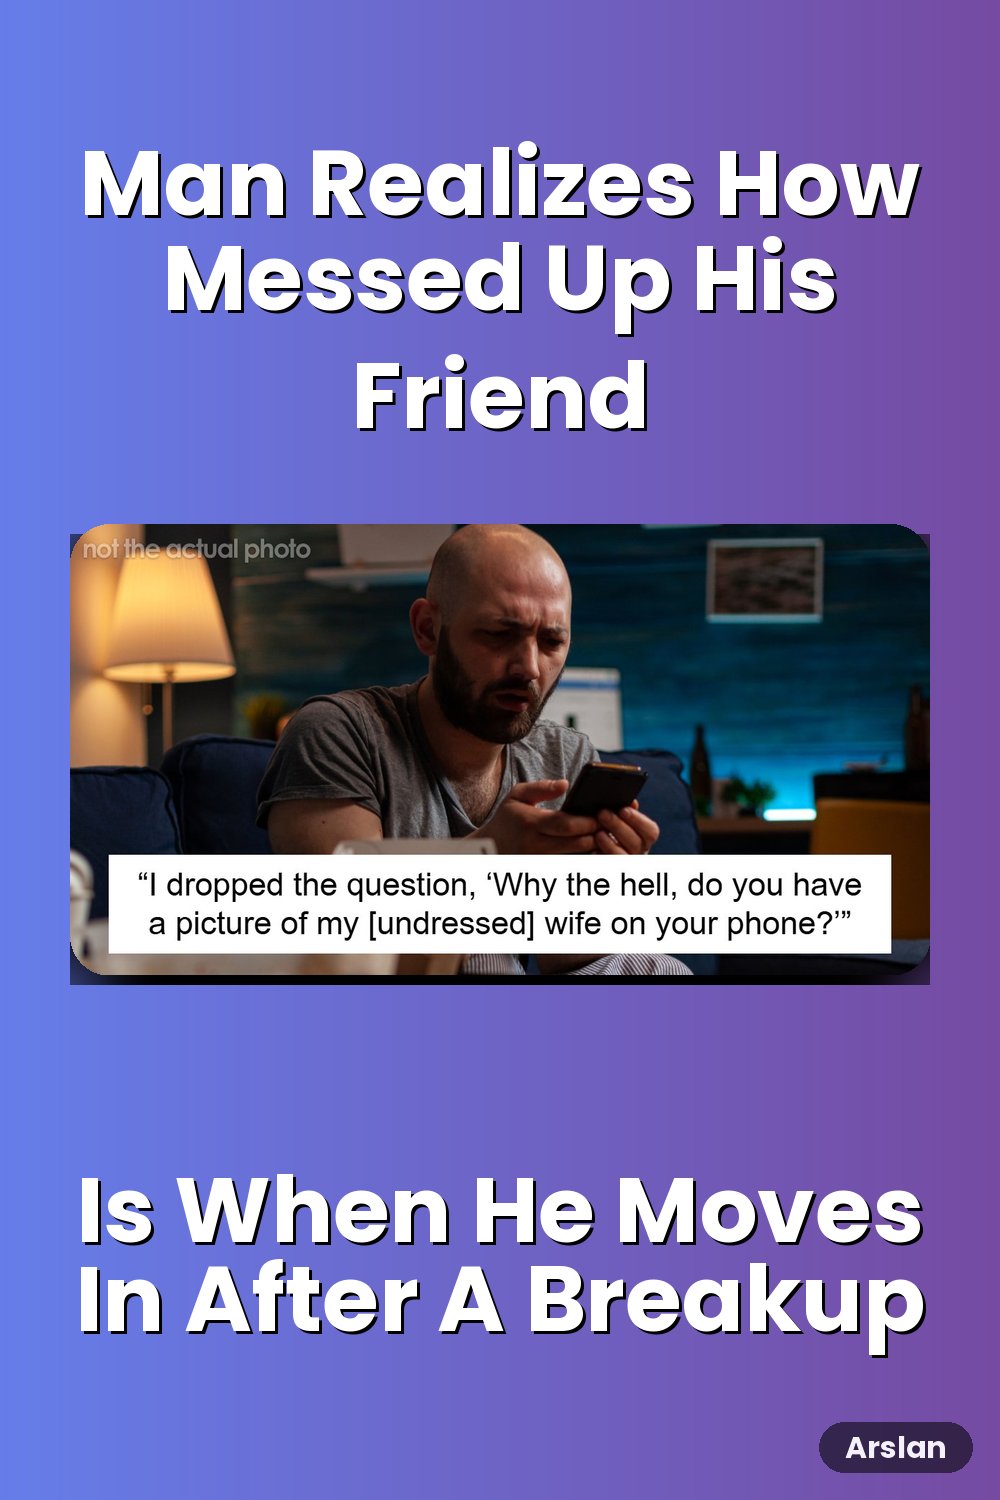 Man Realizes How
Messed Up His
Friend
not the actual photo
“I dropped the question, ‘Why the hell, do you have
a picture of my [undressed] wife on your phone?’”
Is When He Moves
In After A Breakup
Arslan